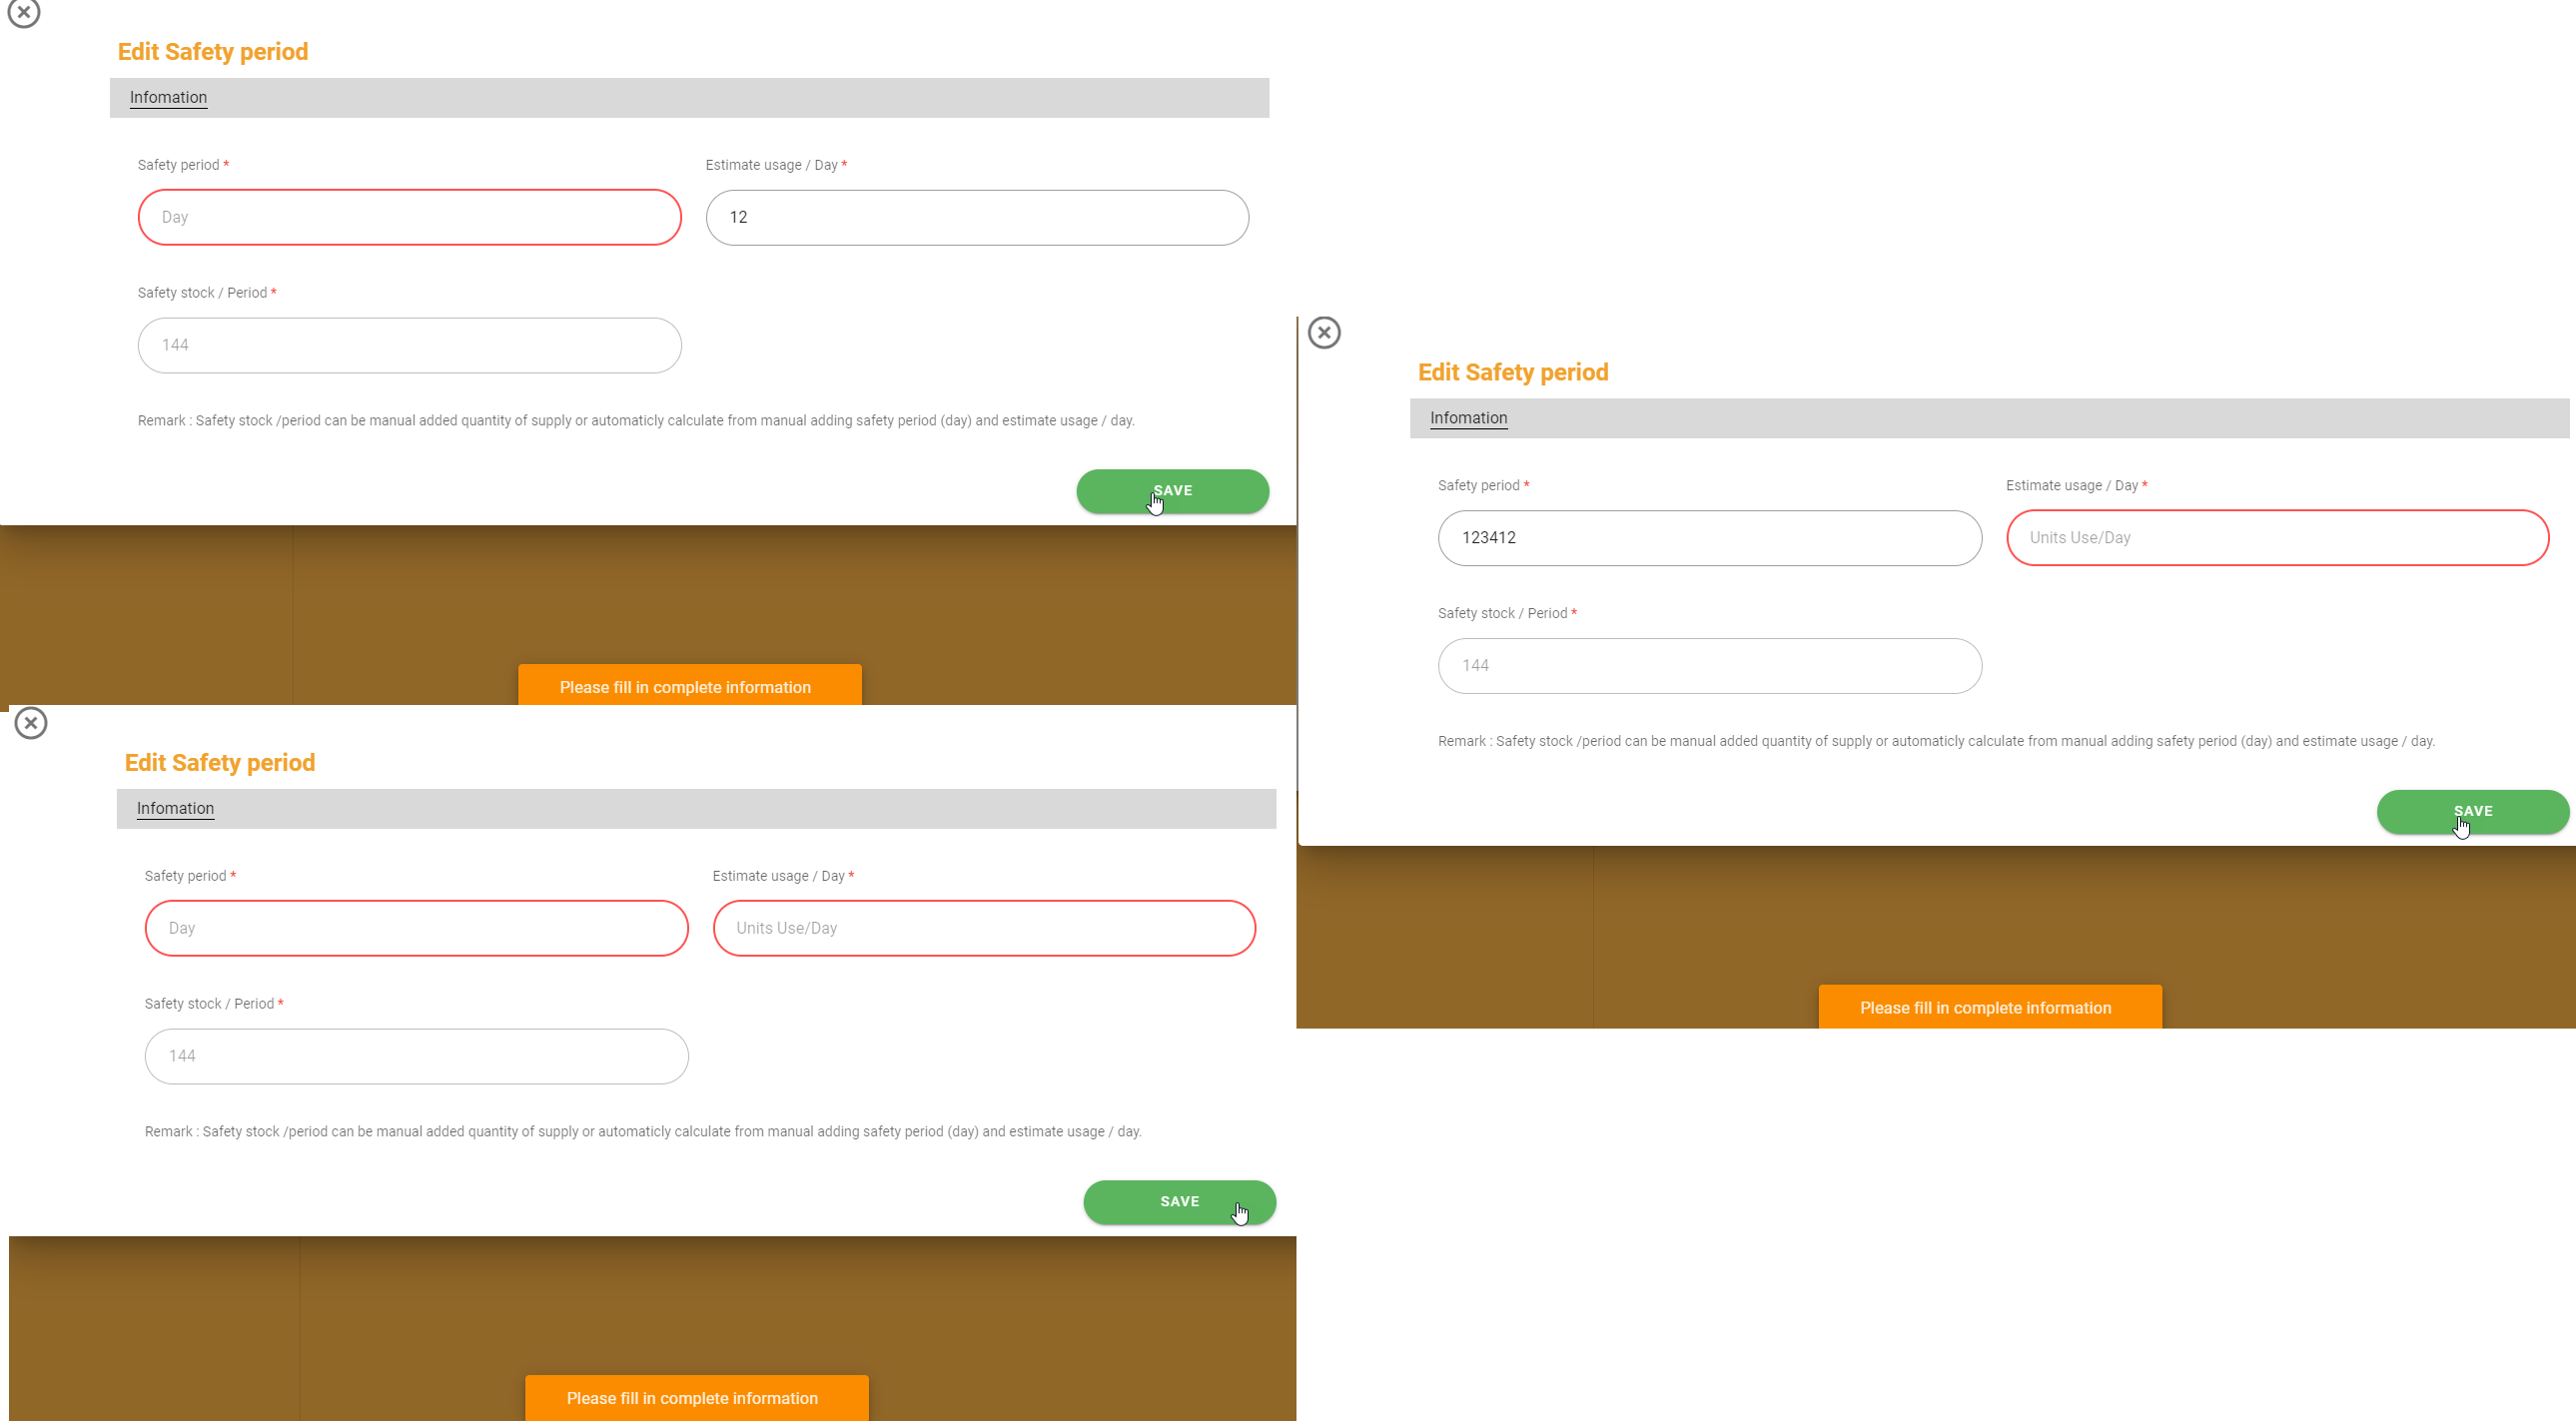 Edit Safety period
Infomation
Safety period * Estimate usage / Day *
Day 12
Safety stock / Period *
144
Remark : Safety stock /period can be manual added quantity of supply or automaticly calculate from manual adding safety period (day) and estimate usage / day.
SAVE
Please fill in complete information
Edit Safety period
Infomation
Safety period * Estimate usage / Day *
123412 Units Use/Day
Safety stock / Period *
144
Remark : Safety stock /period can be manual added quantity of supply or automaticly calculate from manual adding safety period (day) and estimate usage / day.
SAVE
Please fill in complete information
Edit Safety period
Infomation
Safety period * Estimate usage / Day *
Day Units Use/Day
Safety stock / Period *
144
Remark : Safety stock /period can be manual added quantity of supply or automaticly calculate from manual adding safety period (day) and estimate usage / day.
SAVE
Please fill in complete information